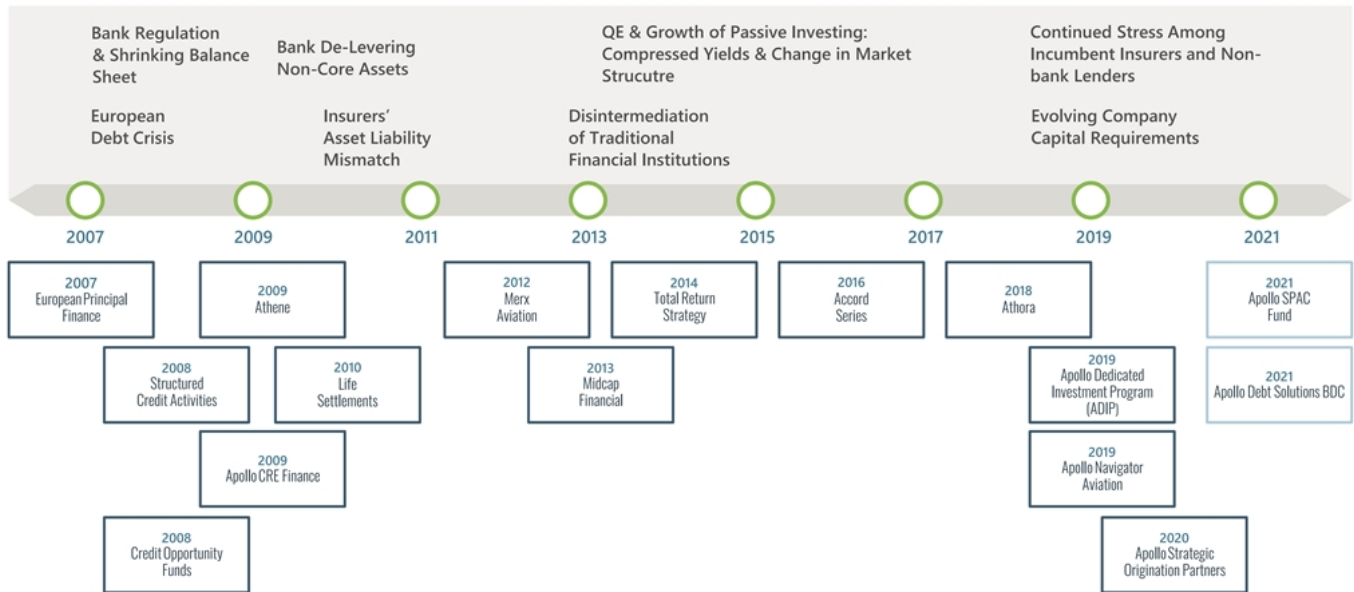 Bank Regulation
& Shrinking Balance
Sheet
European
Debt Crisis
Bank De-Levering
Non-Core Assets
Insurers'
Asset Liability
Mismatch
QE & Growth of Passive Investing:
Compressed Yields & Change in Market
Strucutre
Disintermediation
of Traditional
Financial Institutions
Continued Stress Among
Incumbent Insurers and Non-
bank Lenders
Evolving Company
Capital Requirements
2007
2009
2011
2013
2015
2017
2019
2021
2007
European Principal
Finance
2009
Athene
2012
Merx
Aviation
2014
Total Return
Strategy
2016
Accord
Series
2018
Athora
2021
Apollo SPAC
Fund
2008
Structured
Credit Activities
2010
Life
Settlements
2013
Midcap
Financial
2019
Apollo Dedicated
Investment Program
(ADIP)
2021
Apollo Debt Solutions BDC
2009
Apollo CRE Finance
2019
Apollo Navigator
Aviation
2008
Credit Opportunity
Funds
2020
Apollo Strategic
Origination Partners